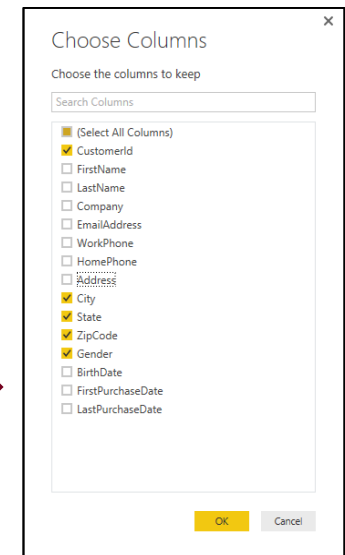 Choose Columns
Choose the columns to keep
Search Columns
(Select All Columns)
CustomerId
FirstName
LastName
Company
EmailAddress
WorkPhone
HomePhone
Address
City
State
ZipCode
Gender
BirthDate
FirstPurchaseDate
LastPurchaseDate
OK Cancel